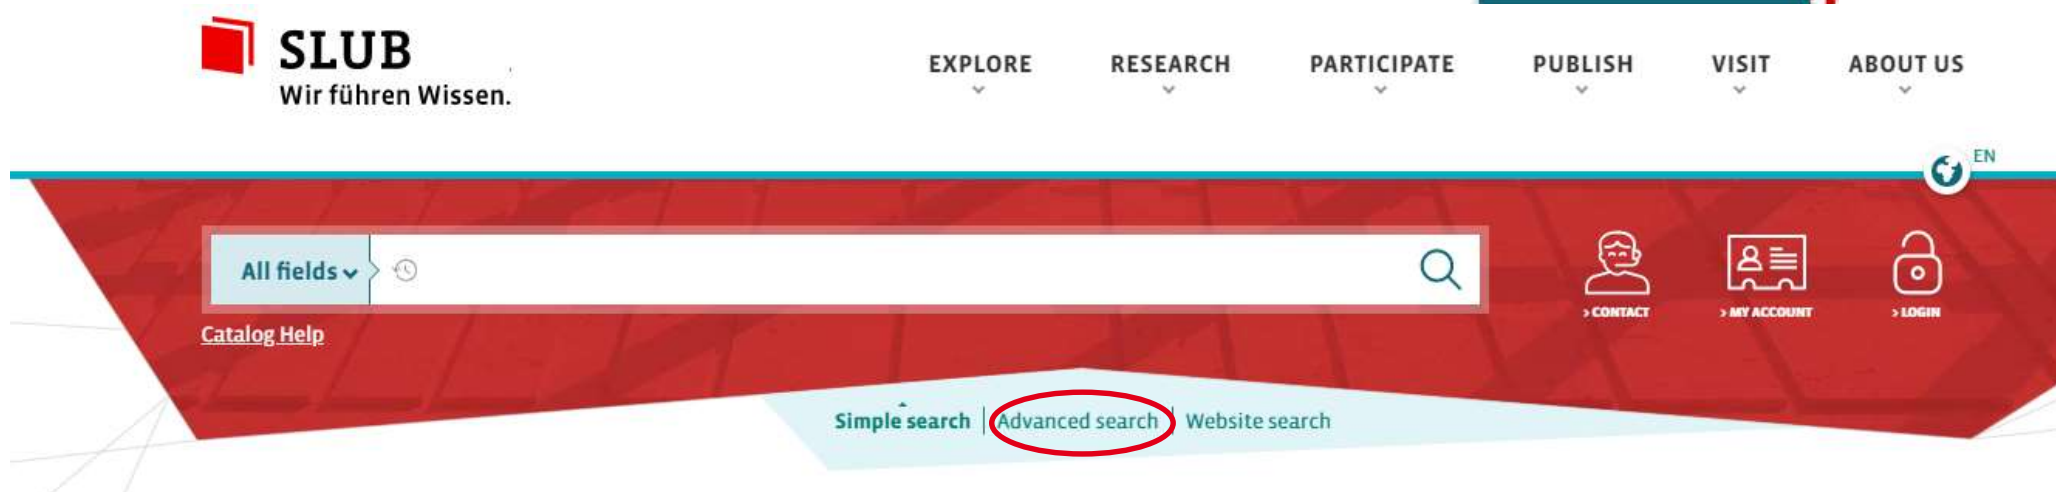 SLUB
Wir führen Wissen.
EXPLORE RESEARCH PARTICIPATE PUBLISH VISIT ABOUT US
EN
All fields
> CONTACT > MY ACCOUNT > LOGIN
Catalog Help
Simple search | Advanced search | Website search